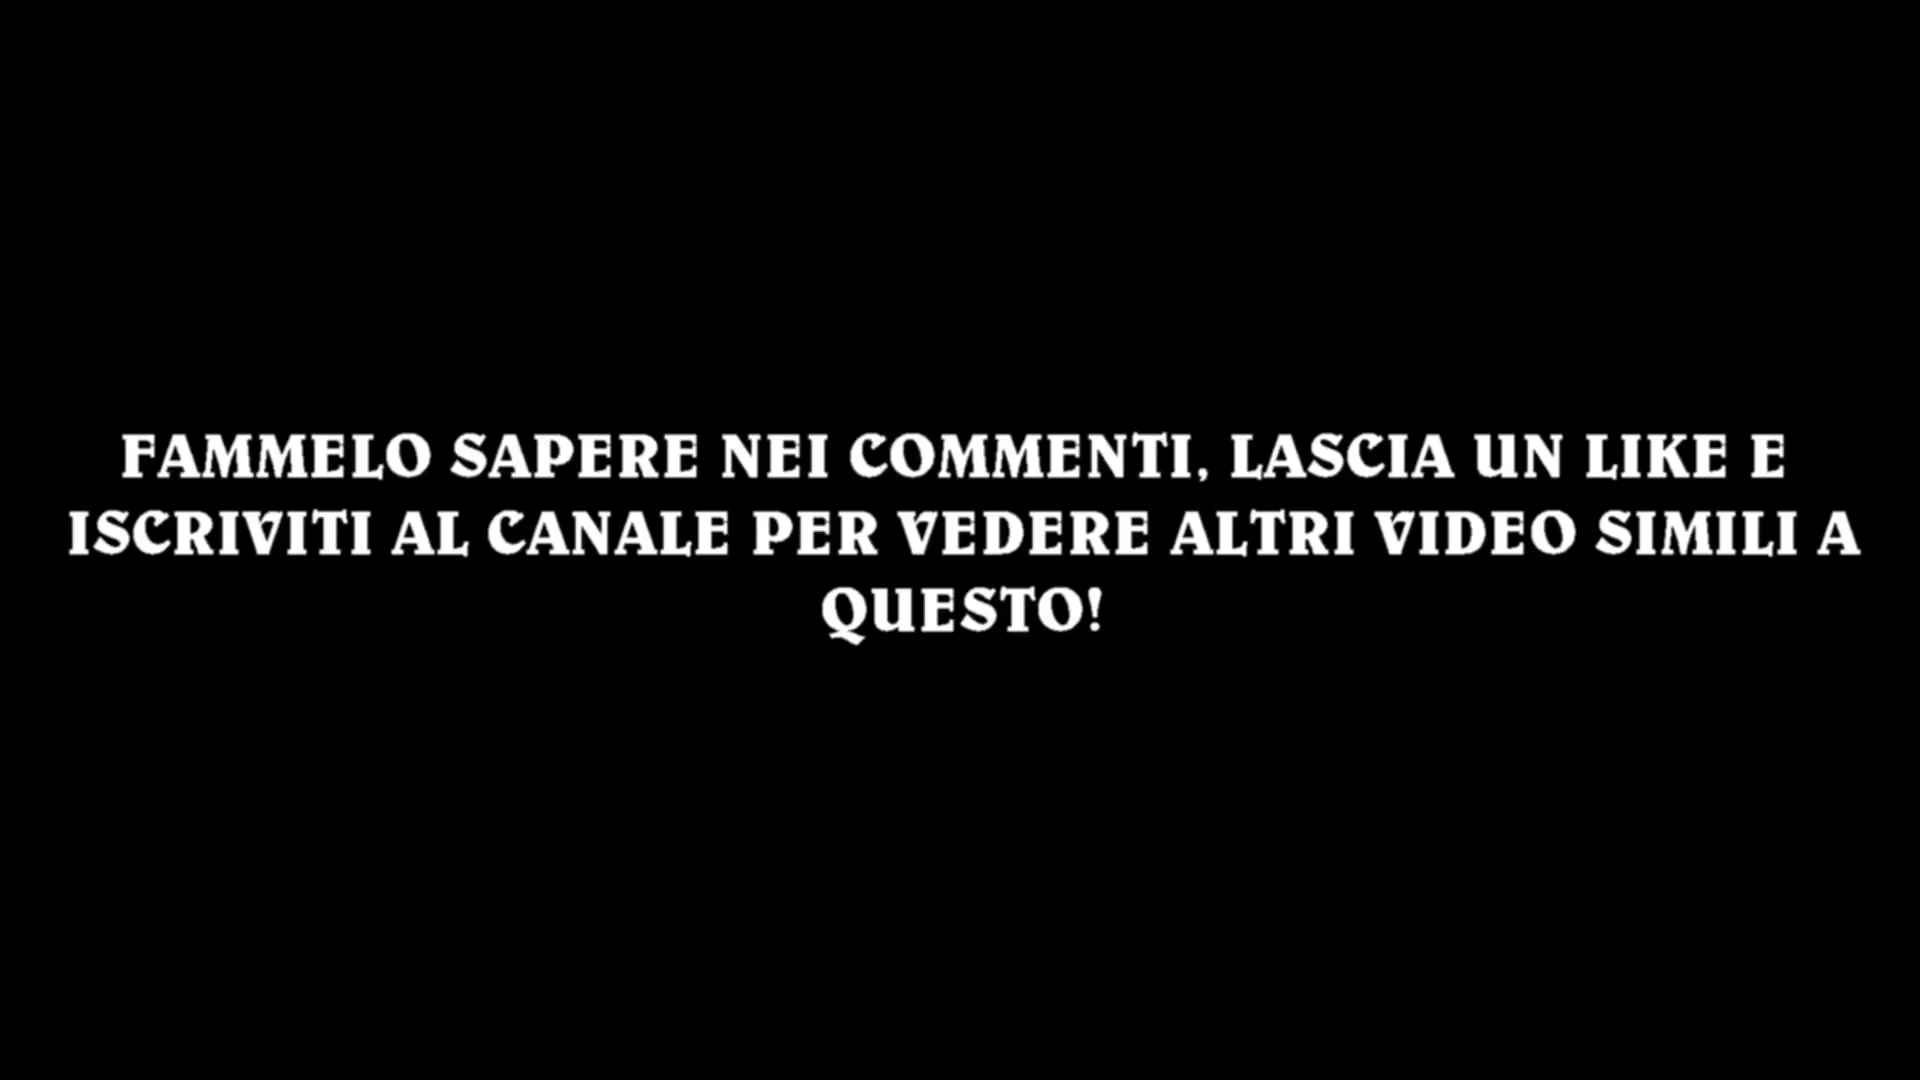 FAMMELO SAPERE NEI COMMENTI, LASCIA UN LIKE E
ISCRIVITI AL CANALE PER VEDERE ALTRI VIDEO SIMILI A
QUESTO!